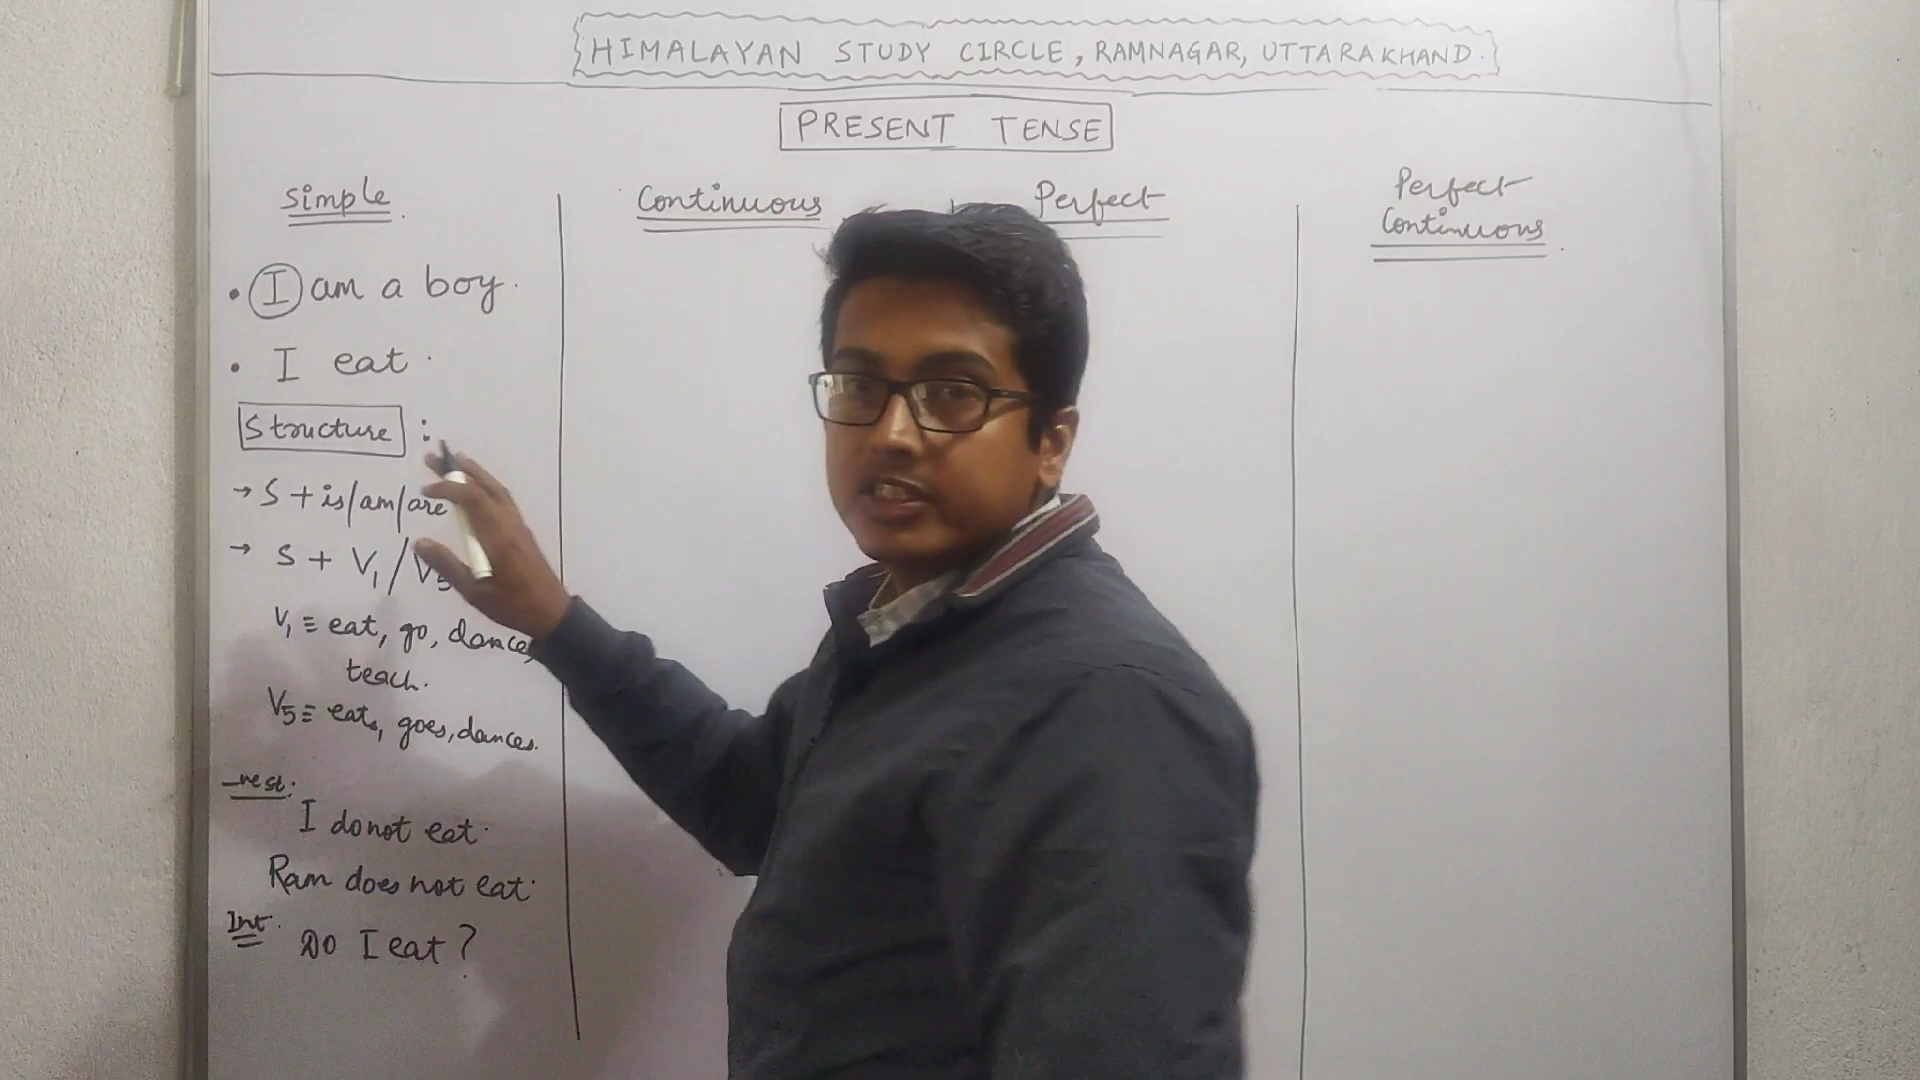 HIMALAYAN STUDY CIRCLE, RAMNAGAR, UTTARAKHAND.
PRESENT TENSE
Simple.
Continuous
Perfect
Perfect
Continuous.
• I am a boy.
• I eat.
Structure :
→ S + is/am/are
→ S + V1/V5
V1 ≡ eat, go, dance,
teach.
V5 ≡ eats, goes, dances.
-ve st:
I do not eat.
Ram does not eat.
Int.
Do I eat?